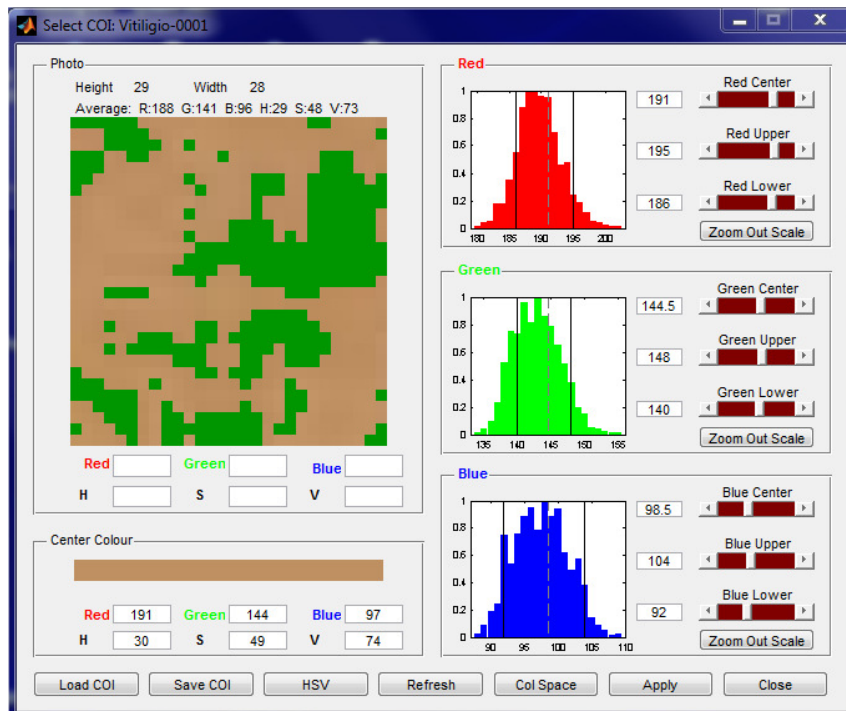 Select COI: Vitiligio-0001
Photo
Height 29 Width 28
Average: R:188 G:141 B:96 H:29 S:48 V:73
Red Green Blue
H S V
Center Colour
Red 191 Green 144 Blue 97
H 30 S 49 V 74
Red
1
0.8
0.6
0.4
0.2
0
180 185 190 195 200
191 Red Center
195 Red Upper
186 Red Lower
Zoom Out Scale
Green
1
0.8
0.6
0.4
0.2
0
135 140 145 150 155
144.5 Green Center
148 Green Upper
140 Green Lower
Zoom Out Scale
Blue
1
0.8
0.6
0.4
0.2
0
90 95 100 105 110
98.5 Blue Center
104 Blue Upper
92 Blue Lower
Zoom Out Scale
Load COI Save COI HSV Refresh Col Space Apply Close